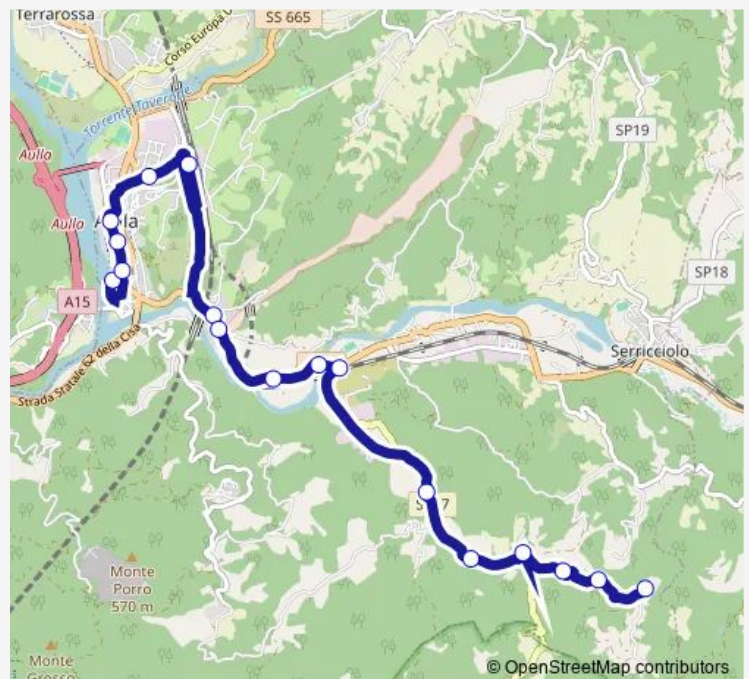 Terrarossa
SS 665
Corso Europa
Torrente Taverone
SP19
Aulla
Aulla
A15
SP18
Serricciolo
Strada Statale 62 della Cisa
Monte
Porro
570 m
Monte
Grosso
© OpenStreetMap contributors